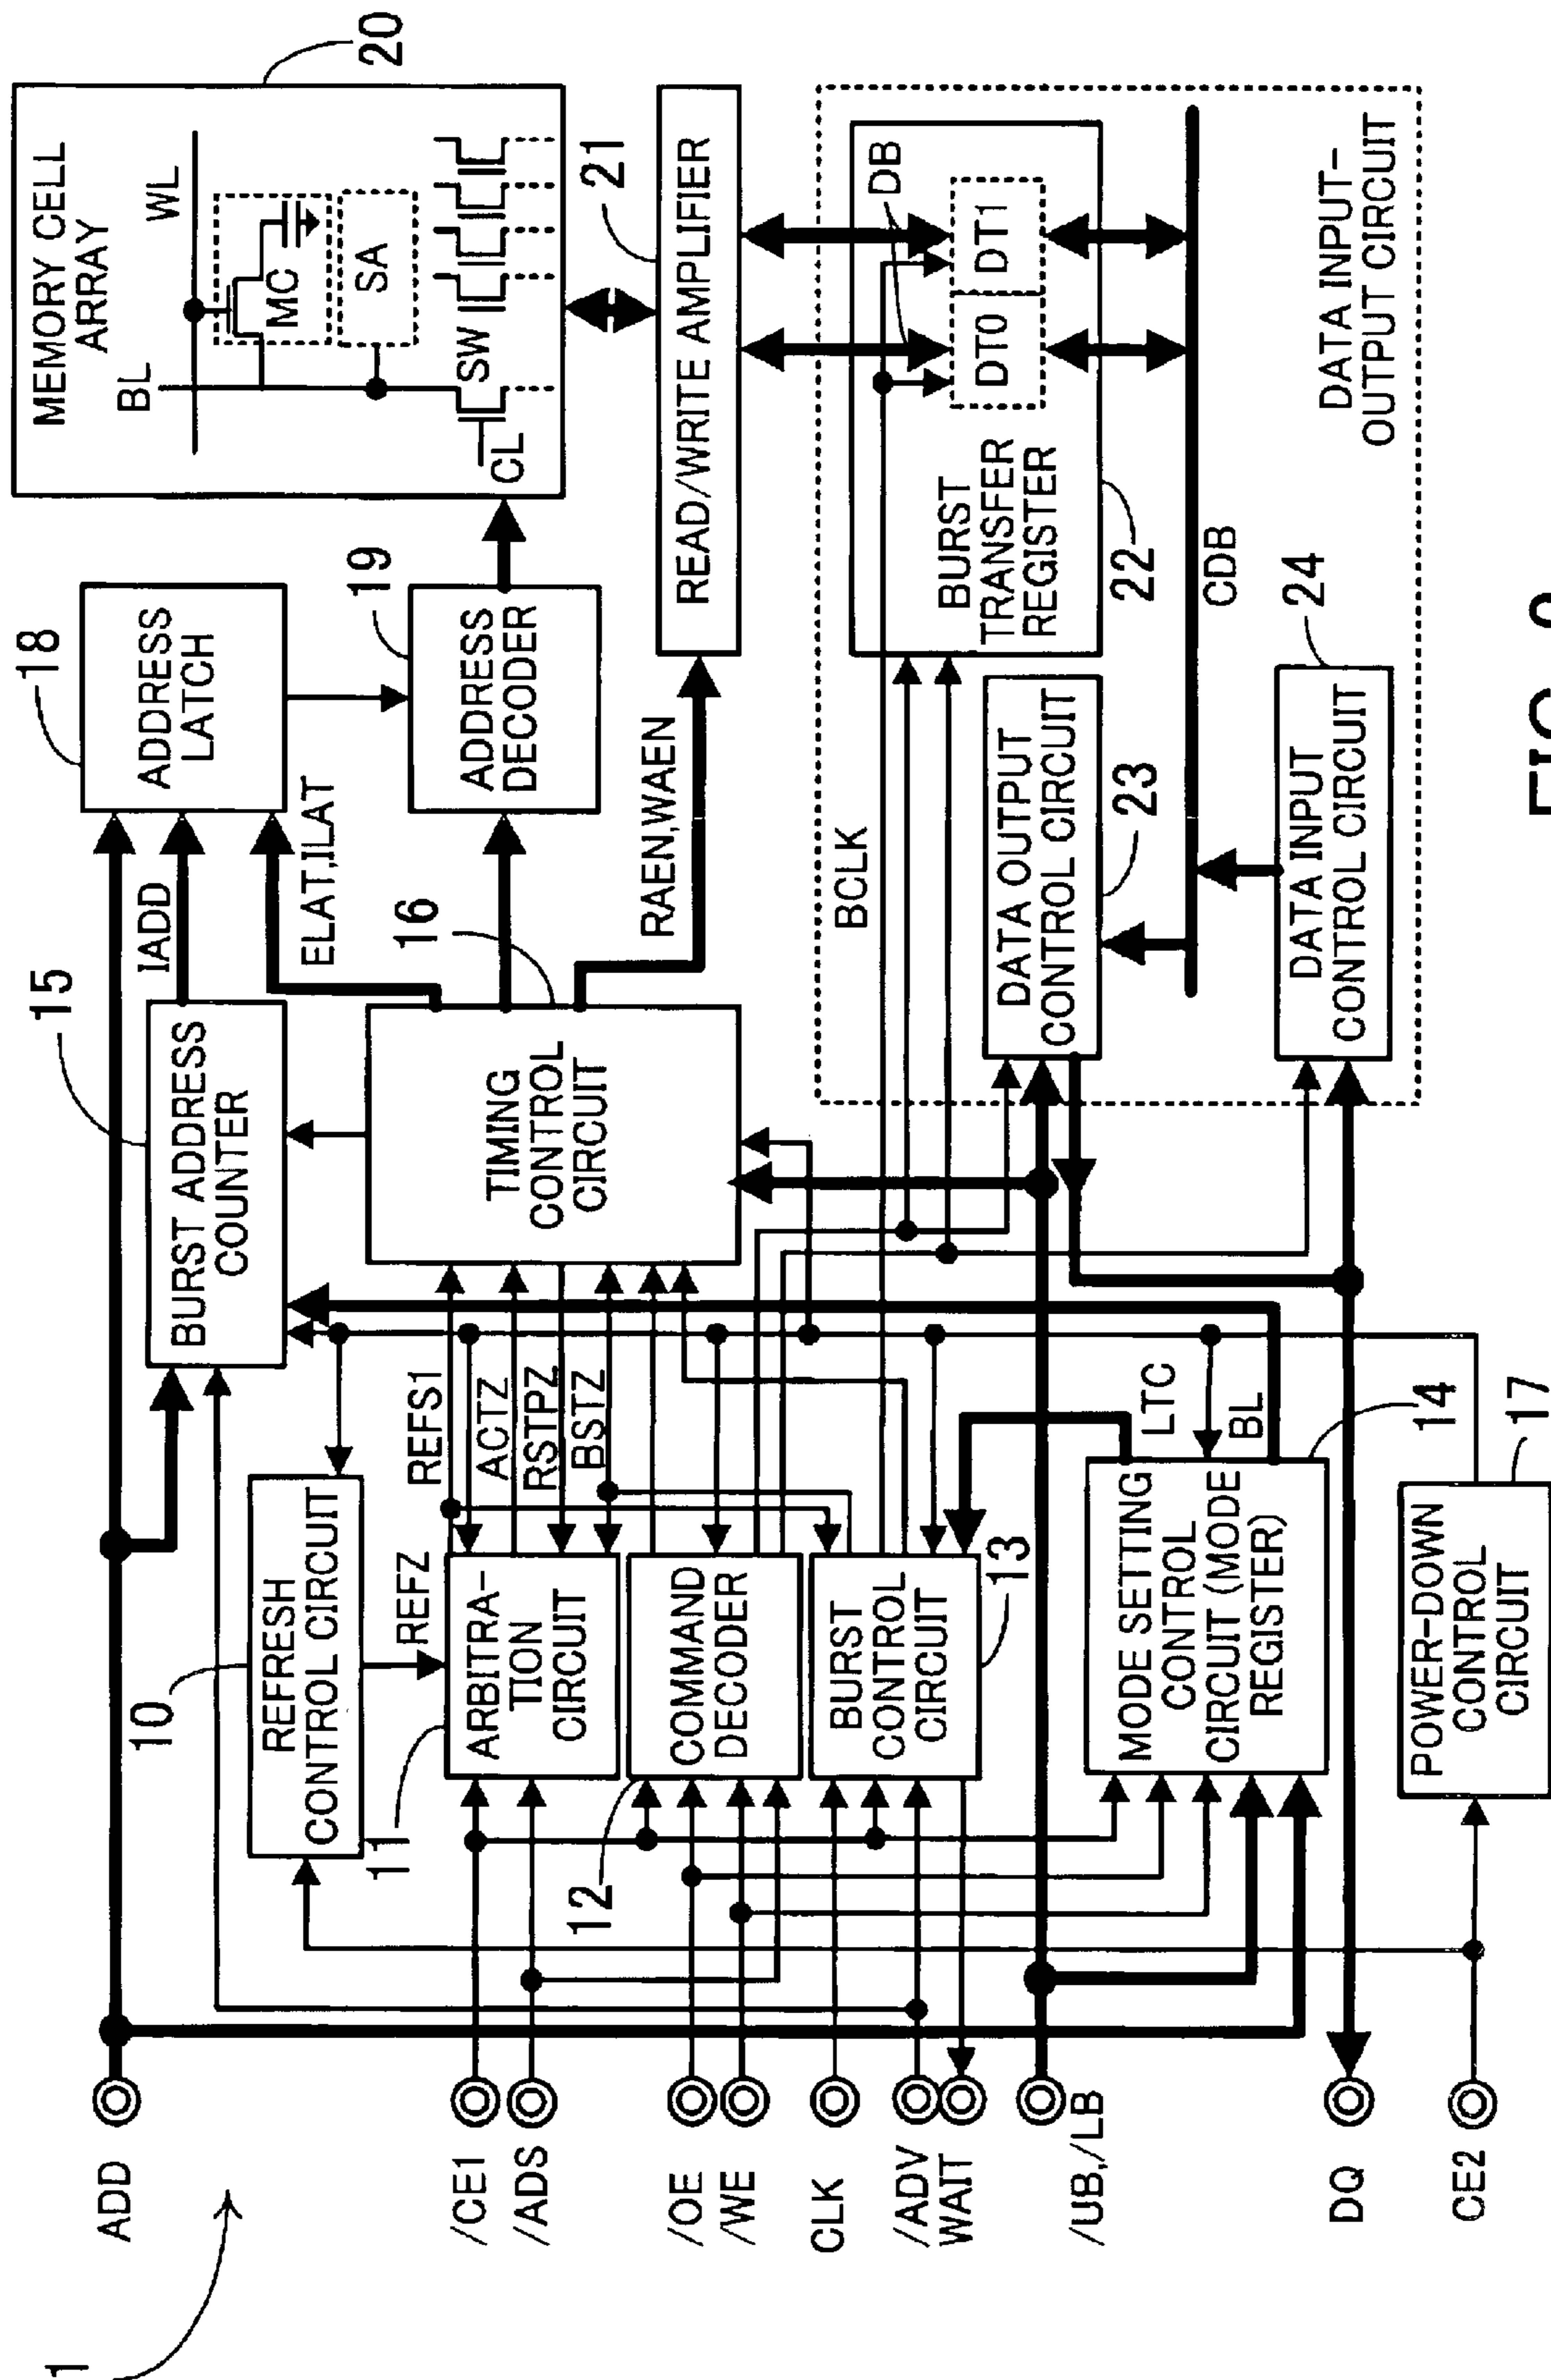 1
ADD
/CE1
/ADS
/OE
/WE
CLK
/ADV
WAIT
/UB,/LB
DQ
CE2
10
REFRESH
CONTROL CIRCUIT
REFZ
11
ARBITRA-
TION
CIRCUIT
12
COMMAND
DECODER
BURST
CONTROL
CIRCUIT
13
MODE SETTING
CONTROL
CIRCUIT (MODE
REGISTER)
14
POWER-DOWN
CONTROL
CIRCUIT
17
REFS1
ACTZ
RSTPZ
BSTZ
LTC
BL
15
BURST ADDRESS
COUNTER
IADD
16
TIMING
CONTROL
CIRCUIT
ELAT,ILAT
RAEN,WAEN
BCLK
18
ADDRESS
LATCH
19
ADDRESS
DECODER
20
MEMORY CELL
ARRAY
BL
WL
MC
SA
SW
CL
21
READ/WRITE AMPLIFIER
DB
DT0
DT1
BURST
TRANSFER
REGISTER
22
DATA OUTPUT
CONTROL CIRCUIT
23
CDB
DATA INPUT
CONTROL CIRCUIT
24
DATA INPUT-
OUTPUT CIRCUIT